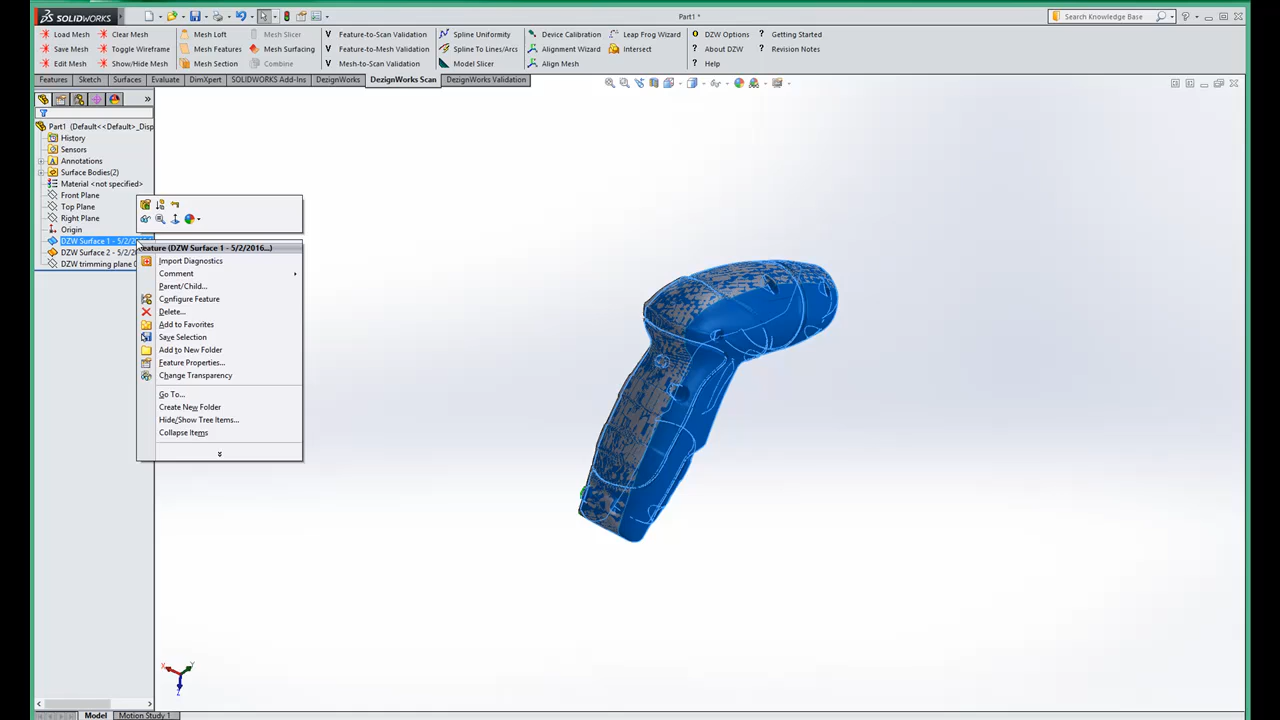 SOLIDWORKS
Part1 *
Search Knowledge Base
Load Mesh Clear Mesh Mesh Loft Mesh Slicer Feature-to-Scan Validation Spline Uniformity Device Calibration Leap Frog Wizard DZW Options Getting Started
Save Mesh Toggle Wireframe Mesh Features Mesh Surfacing Feature-to-Mesh Validation Spline To Lines/Arcs Alignment Wizard Intersect About DZW Revision Notes
Edit Mesh Show/Hide Mesh Mesh Section Combine Mesh-to-Scan Validation Model Slicer Align Mesh Help
Features Sketch Surfaces Evaluate DimXpert SOLIDWORKS Add-Ins DezignWorks DezignWorks Scan DezignWorks Validation
Part1 (Default<<Default>_Disp
History
Sensors
Annotations
Surface Bodies(2)
Material <not specified>
Front Plane
Top Plane
Right Plane
Origin
DZW Surface 1 - 5/2/2
DZW Surface 2 - 5/2/2
DZW trimming plane
Feature (DZW Surface 1 - 5/2/2016...)
Import Diagnostics
Comment
Parent/Child...
Configure Feature
Delete...
Add to Favorites
Save Selection
Add to New Folder
Feature Properties...
Change Transparency
Go To...
Create New Folder
Hide/Show Tree Items...
Collapse Items
X Y
Z
Model Motion Study 1